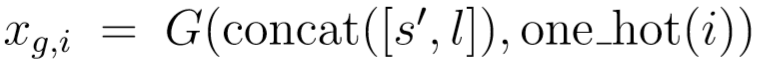 x_{g,i} = G(concat([s′, l]), one_hot(i))